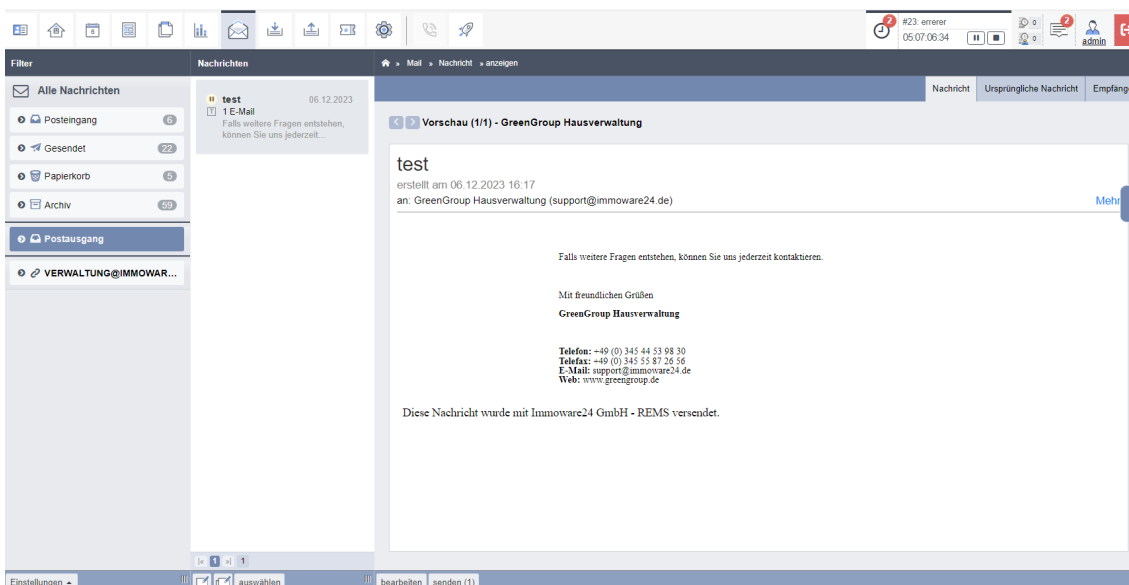 2
#23: errerer
05:07:06:34
0
0
2
admin
Filter
Nachrichten
» Mail » Nachricht » anzeigen
Alle Nachrichten
Posteingang 6
Gesendet 22
Papierkorb 5
Archiv 59
Postausgang
VERWALTUNG@IMMOWAR...
test 06.12.2023
1 E-Mail
Falls weitere Fragen entstehen,
können Sie uns jederzeit...
Nachricht Ursprüngliche Nachricht Empfänge
Vorschau (1/1) - GreenGroup Hausverwaltung
test
erstellt am 06.12.2023 16:17
an: GreenGroup Hausverwaltung (support@immoware24.de)
Mehr
Falls weitere Fragen entstehen, können Sie uns jederzeit kontaktieren.
Mit freundlichen Grüßen
GreenGroup Hausverwaltung
Telefon: +49 (0) 345 44 53 98 30
Telefax: +49 (0) 345 55 87 26 56
E-Mail: support@immoware24.de
Web: www.greengroup.de
Diese Nachricht wurde mit Immoware24 GmbH - REMS versendet.
1 1
Einstellungen
auswählen
bearbeiten senden (1)